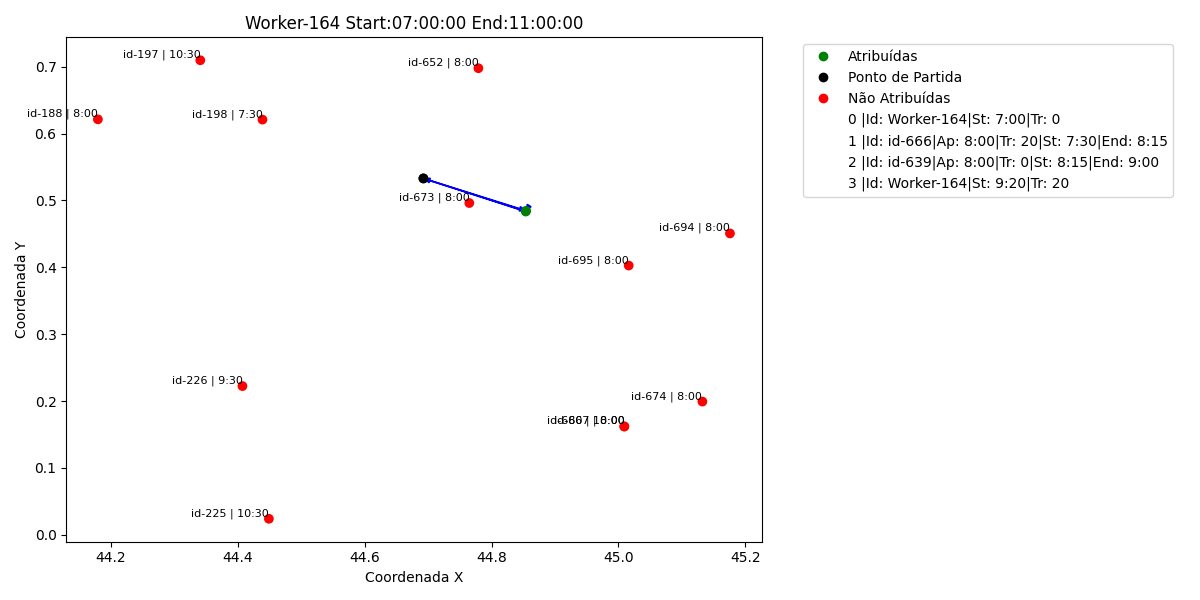 Worker-164 Start:07:00:00 End:11:00:00
Coordenada Y
0.7
0.6
0.5
0.4
0.3
0.2
0.1
0.0
id-197 | 10:30
id-652 | 8:00
id-188 | 8:00
id-198 | 7:30
id-673 | 8:00
id-694 | 8:00
id-695 | 8:00
id-226 | 9:30
id-674 | 8:00
id-225 | 10:30
44.2
44.4
44.6
44.8
45.0
45.2
Coordenada X
Atribuídas
Ponto de Partida
Não Atribuídas
0 |Id: Worker-164|St: 7:00|Tr: 0
1 |Id: id-666|Ap: 8:00|Tr: 20|St: 7:30|End: 8:15
2 |Id: id-639|Ap: 8:00|Tr: 0|St: 8:15|End: 9:00
3 |Id: Worker-164|St: 9:20|Tr: 20